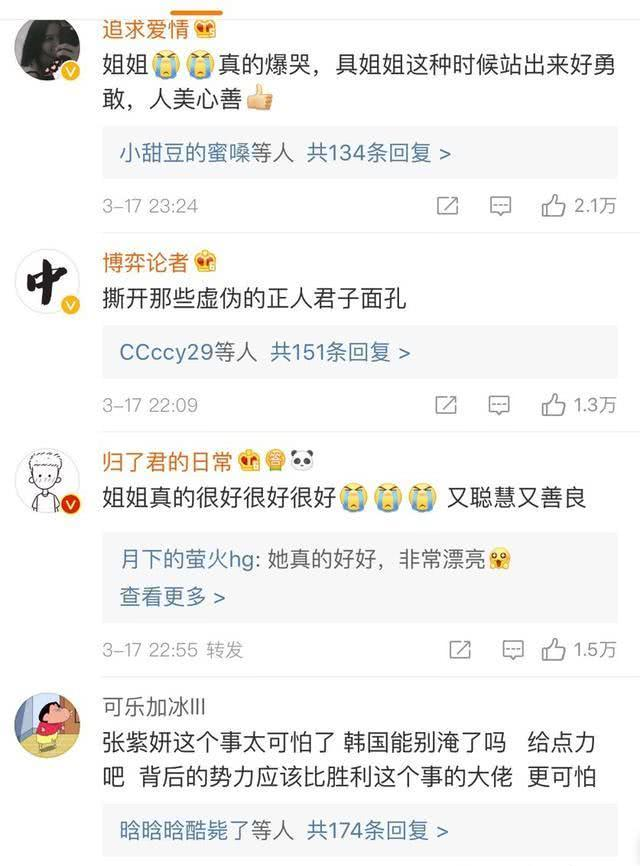 追求爱情
姐姐真的爆哭，具姐姐这种时候站出来好勇
敢，人美心善
小甜豆的蜜嗓等人 共134条回复 >
3-17 23:24 2.1万
中
博弈论者
撕开那些虚伪的正人君子面孔
CCccy29等人 共151条回复 >
3-17 22:09 1.3万
归了君的日常 答
姐姐真的很好很好很好 又聪慧又善良
月下的萤火hg: 她真的好好，非常漂亮
查看更多 >
3-17 22:55 转发 1.5万
可乐加冰III
张紫妍这个事太可怕了 韩国能别淹了吗 给点力
吧 背后的势力应该比胜利这个事的大佬 更可怕
晗晗晗酷毙了等人 共174条回复 >